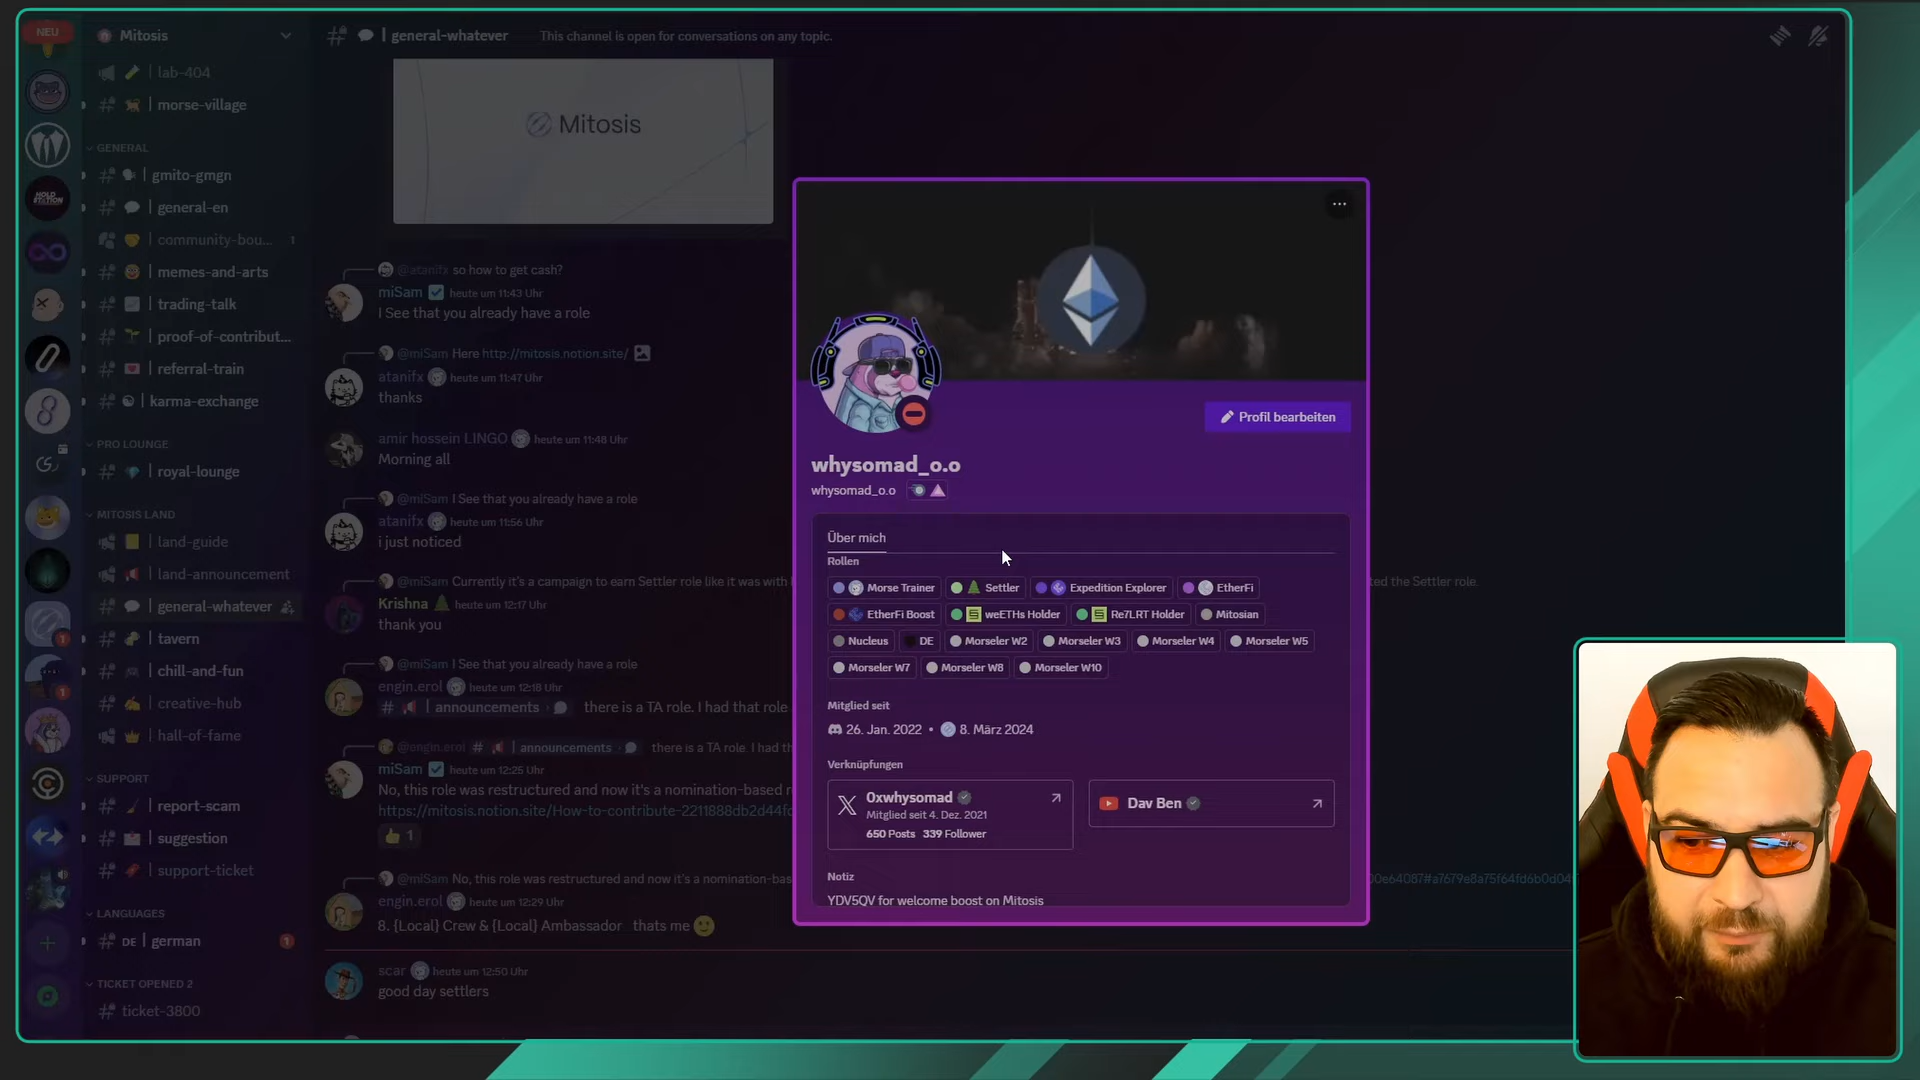 NEU
Mitosis
| general-whatever
This channel is open for conversations on any topic.
| lab-404
| morse-village
GENERAL
| gmito-gmgn
| general-en
| community-bou... 1
| memes-and-arts
| trading-talk
| proof-of-contribut...
| referral-train
| karma-exchange
PRO LOUNGE
| royal-lounge
MITOSIS LAND
| land-guide
| land-announcement
| general-whatever
| tavern
| chill-and-fun
| creative-hub
| hall-of-fame
SUPPORT
| report-scam
| suggestion
| support-ticket
LANGUAGES
DE | german 1
TICKET OPENED 2
ticket-3800
HOLD
STATION
1
1
Mitosis
@atanifx so how to get cash?
miSam heute um 11:43 Uhr
I See that you already have a role
@miSam Here http://mitosis.notion.site/
atanifx heute um 11:47 Uhr
thanks
amir hossein LINGO heute um 11:48 Uhr
Morning all
@miSam I See that you already have a role
atanifx heute um 11:56 Uhr
i just noticed
@miSam Currently it's a campaign to earn Settler role like it was with ted the Settler role.
Krishna heute um 12:17 Uhr
thank you
@miSam I See that you already have a role
engin.erol heute um 12:18 Uhr
# | announcements › there is a TA role. I had that role
@engin.erol # | announcements › there is a TA role. I had th
miSam heute um 12:25 Uhr
No, this role was restructured and now it's a nomination-based r
https://mitosis.notion.site/How-to-contribute-2211888db2d44f
1
@miSam No, this role was restructured and now it's a nomination-bas
engin.erol heute um 12:29 Uhr
8. {Local} Crew & {Local} Ambassador thats me
scar heute um 12:50 Uhr
good day settlers
Profil bearbeiten
whysomad_o.o
whysomad_o.o
Über mich
Rollen
Morse Trainer Settler Expedition Explorer EtherFi
EtherFi Boost weETHs Holder Re7LRT Holder Mitosian
Nucleus DE Morseler W2 Morseler W3 Morseler W4 Morseler W5
Morseler W7 Morseler W8 Morseler W10
Mitglied seit
26. Jan. 2022 • 8. März 2024
Verknüpfungen
0xwhysomad
Mitglied seit 4. Dez. 2021
650 Posts 339 Follower
Dav Ben
Notiz
YDV5QV for welcome boost on Mitosis